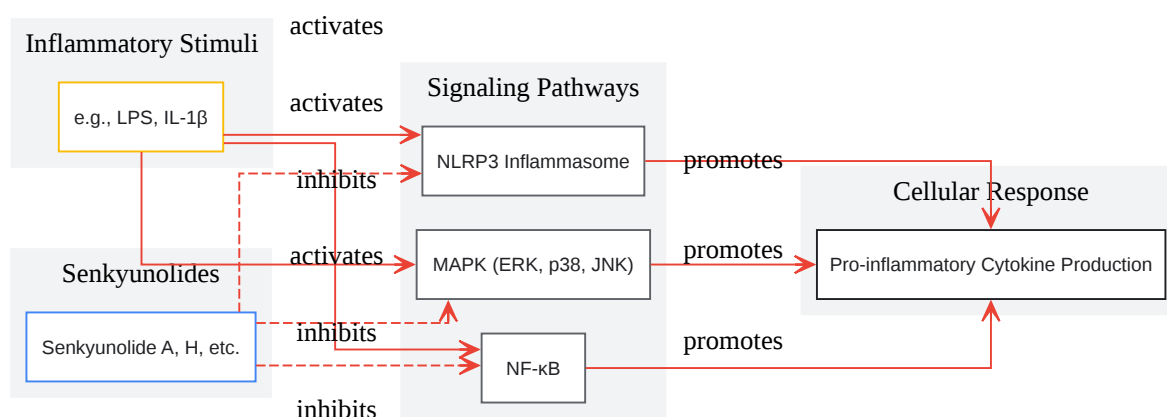 activates
Inflammatory Stimuli
e.g., LPS, IL-1β
activates
Signaling Pathways
NLRP3 Inflammasome
inhibits
promotes
Cellular Response
Senkyunolides
activates
MAPK (ERK, p38, JNK)
promotes
Pro-inflammatory Cytokine Production
Senkyunolide A, H, etc.
inhibits
NF-κB
promotes
inhibits